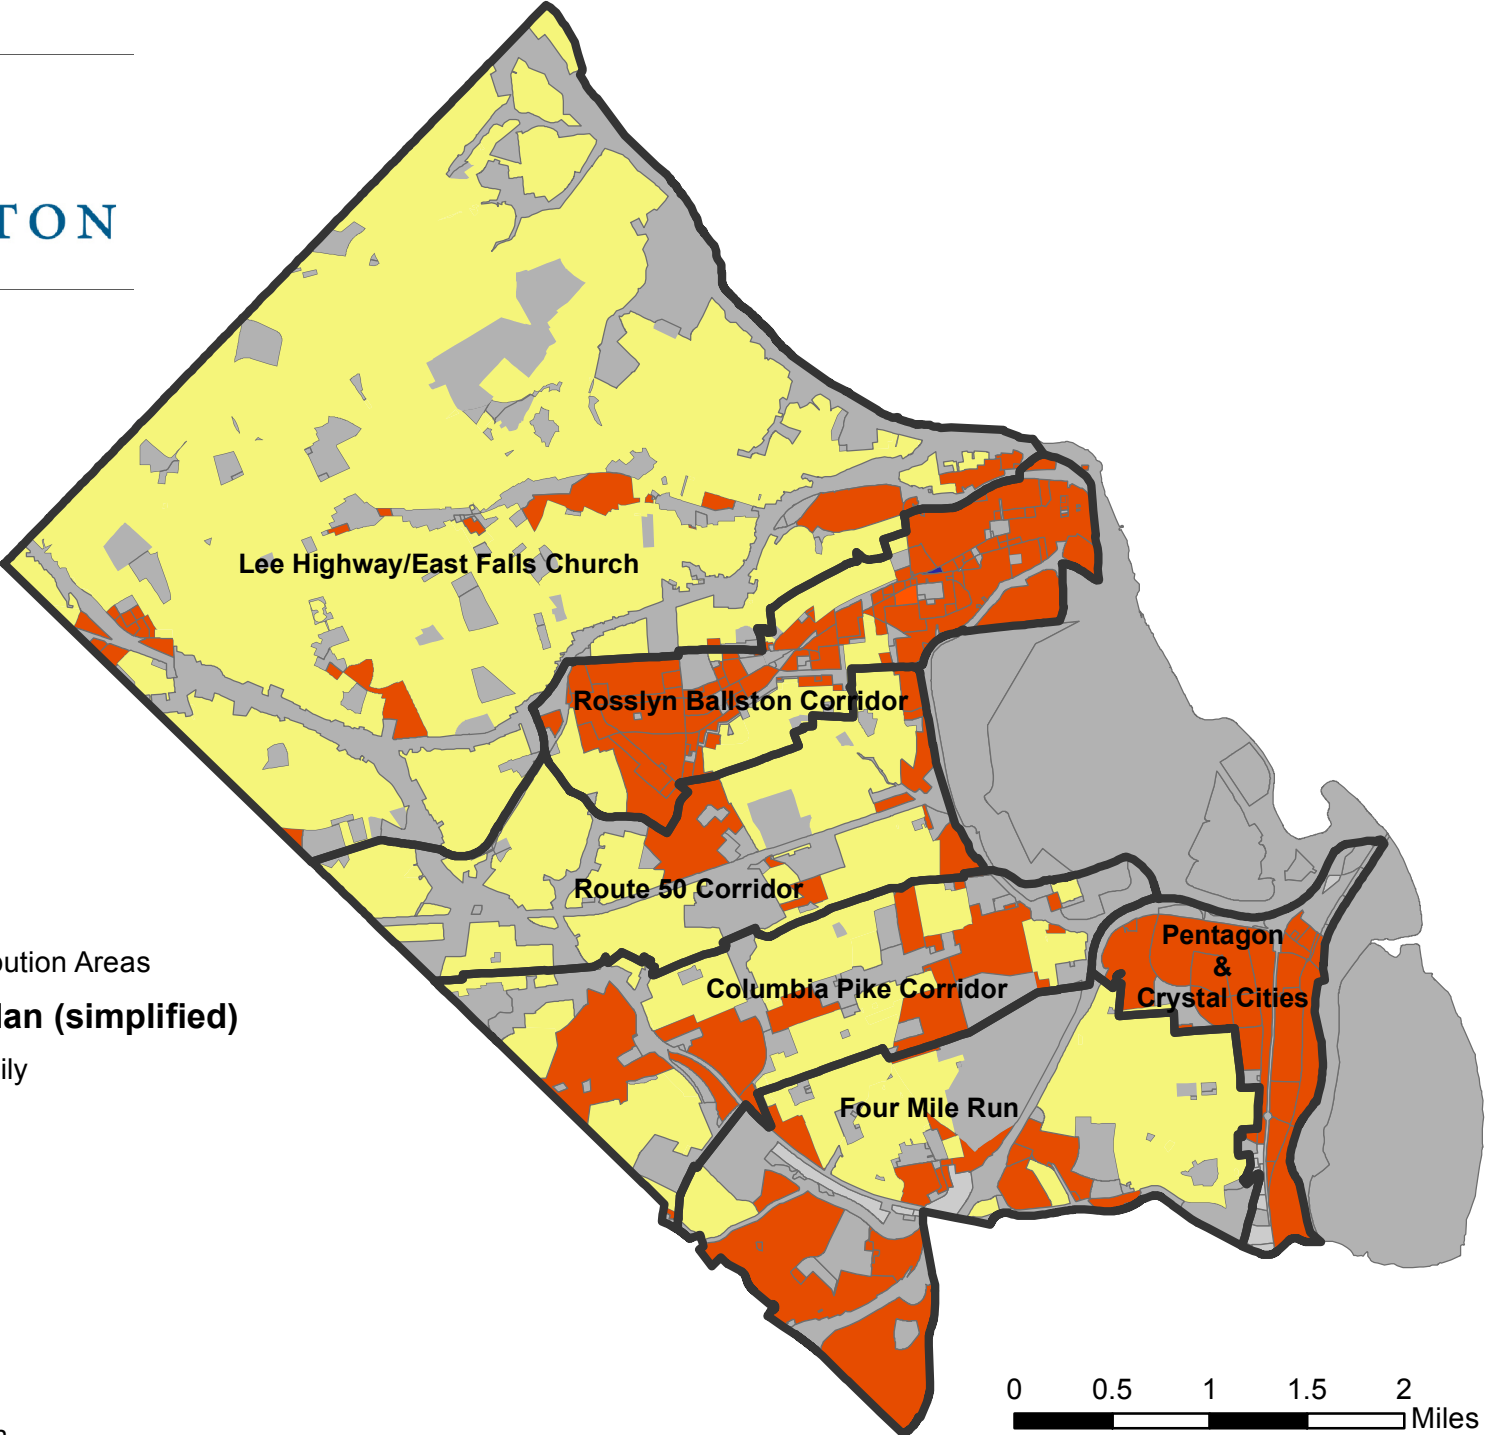 TON
Lee Highway/East Falls Church
Rosslyn Ballston Corridor
Route 50 Corridor
Pentagon
&
Crystal Cities
Columbia Pike Corridor
bution Areas
lan (simplified)
ily
Four Mile Run
0 0.5 1 1.5 2
Miles